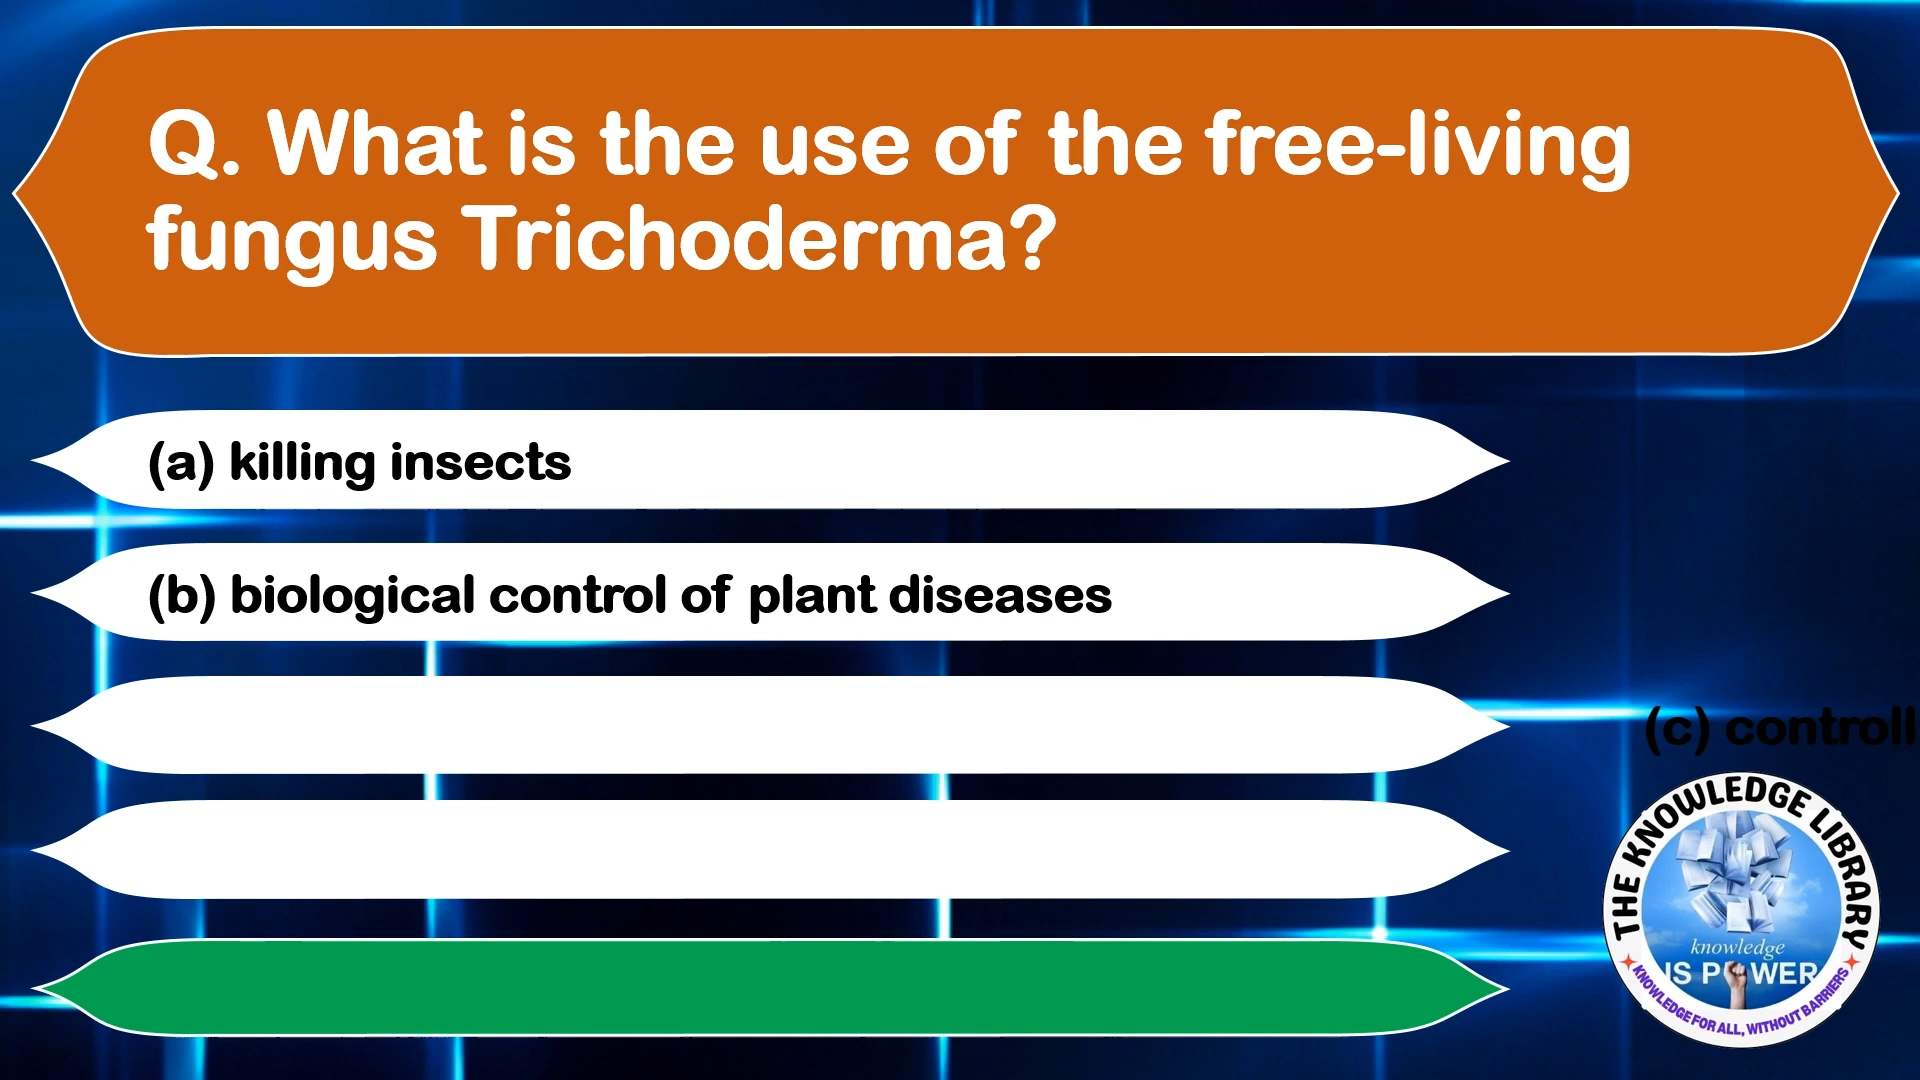 Q. What is the use of the free-living
fungus Trichoderma?
(a) killing insects
(b) biological control of plant diseases
(c) controll
THE KNOWLEDGE LIBRARY
knowledge
IS POWER
KNOWLEDGE FOR ALL, WITHOUT BARRIERS